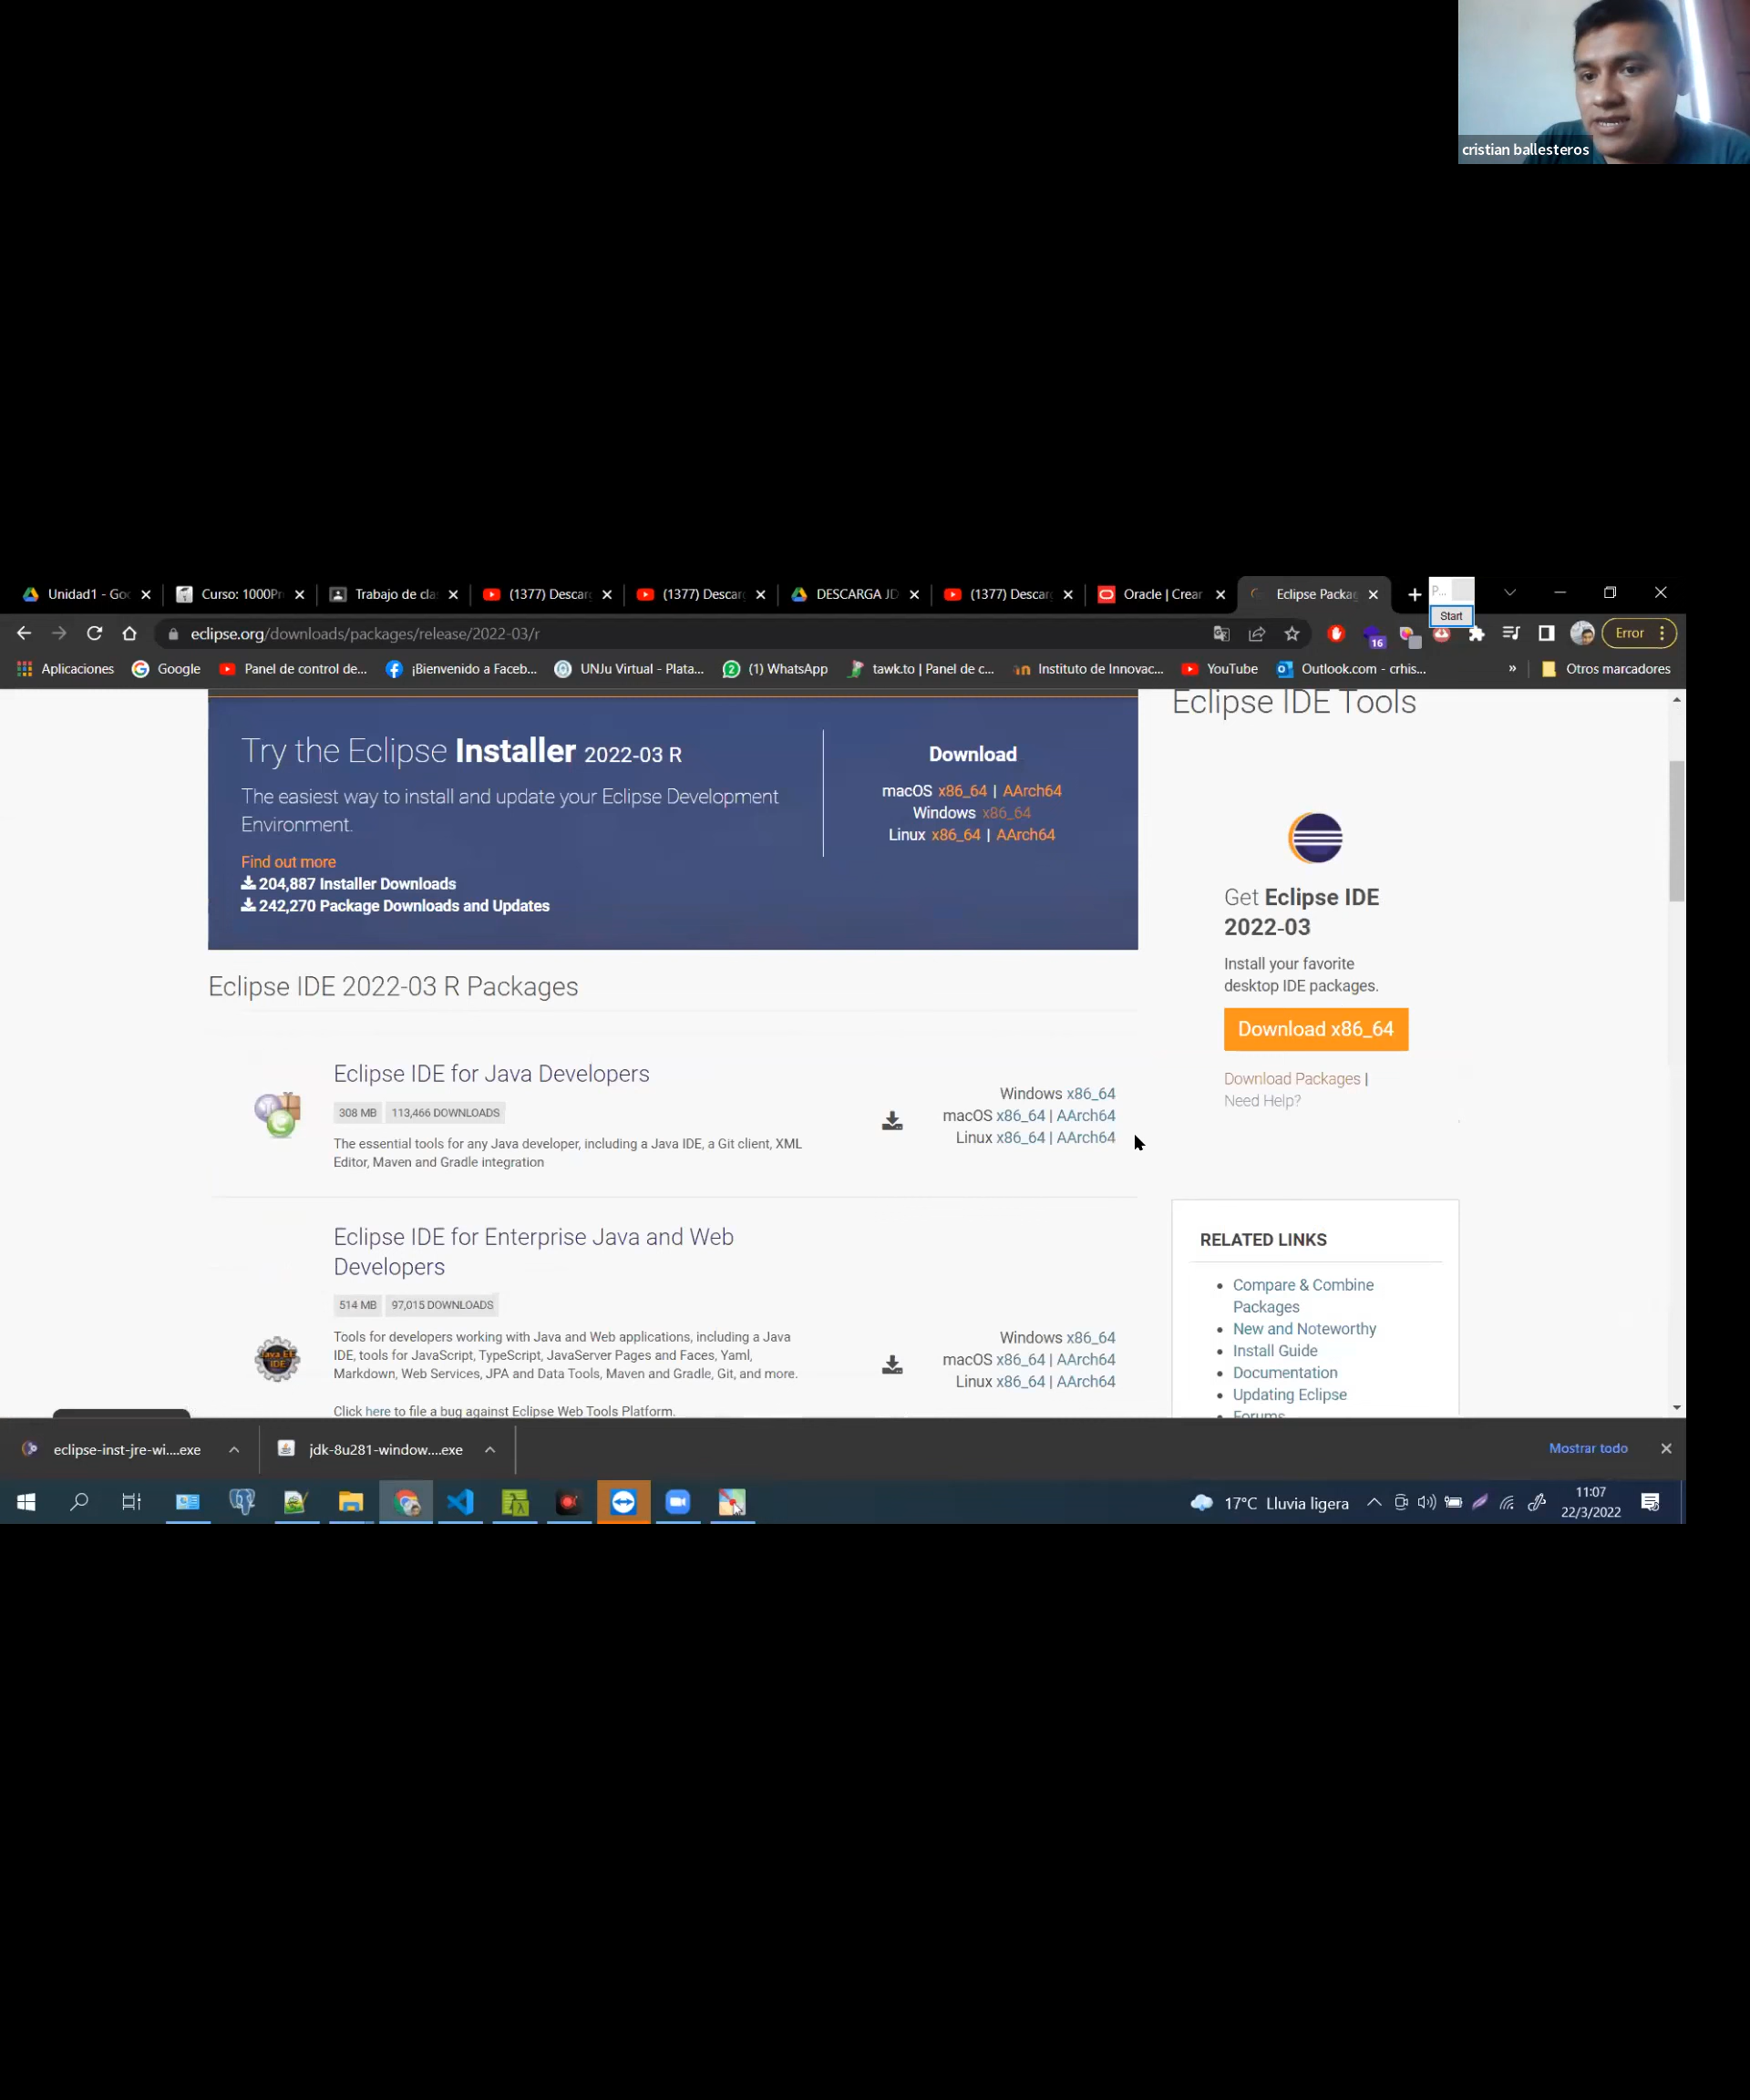 cristian ballesteros
Unidad1 - Goo
Curso: 1000Pr
Trabajo de cla
(1377) Descar
(1377) Descar
DESCARGA JD
(1377) Descar
Oracle | Crear
Eclipse Packag
P...
Start
eclipse.org/downloads/packages/release/2022-03/r
16
Error
Aplicaciones
Google
Panel de control de...
¡Bienvenido a Faceb...
UNJu Virtual - Plata...
(1) WhatsApp
tawk.to | Panel de c...
Instituto de Innovac...
YouTube
Outlook.com - crhis...
»
Otros marcadores
Try the Eclipse Installer 2022-03 R
The easiest way to install and update your Eclipse Development
Environment.
Find out more
204,887 Installer Downloads
242,270 Package Downloads and Updates
Download
macOS x86_64 | AArch64
Windows x86_64
Linux x86_64 | AArch64
Eclipse IDE Tools
Get Eclipse IDE
2022-03
Install your favorite
desktop IDE packages.
Download x86_64
Download Packages |
Need Help?
Eclipse IDE 2022-03 R Packages
Eclipse IDE for Java Developers
308 MB 113,466 DOWNLOADS
The essential tools for any Java developer, including a Java IDE, a Git client, XML
Editor, Maven and Gradle integration
Windows x86_64
macOS x86_64 | AArch64
Linux x86_64 | AArch64
Eclipse IDE for Enterprise Java and Web
Developers
514 MB 97,015 DOWNLOADS
Tools for developers working with Java and Web applications, including a Java
IDE, tools for JavaScript, TypeScript, JavaServer Pages and Faces, Yaml,
Markdown, Web Services, JPA and Data Tools, Maven and Gradle, Git, and more.
Click here to file a bug against Eclipse Web Tools Platform.
Java EE
IDE
Windows x86_64
macOS x86_64 | AArch64
Linux x86_64 | AArch64
RELATED LINKS
Compare & Combine
Packages
New and Noteworthy
Install Guide
Documentation
Updating Eclipse
Forums
eclipse-inst-jre-wi....exe
jdk-8u281-window....exe
Mostrar todo
17°C Lluvia ligera
11:07
22/3/2022